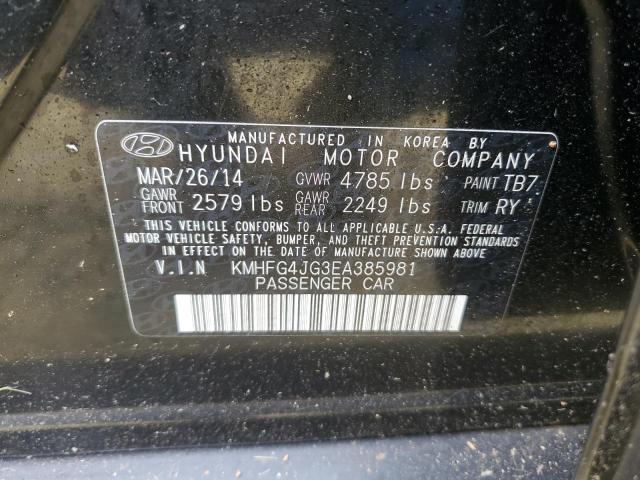 MANUFACTURED IN KOREA BY
HYUNDAI MOTOR COMPANY
MAR/26/14 GVWR 4785 lbs PAINT TB7
GAWR FRONT 2579 lbs GAWR REAR 2249 lbs TRIM RY
THIS VEHICLE CONFORMS TO ALL APPLICABLE U.S.A. FEDERAL
MOTOR VEHICLE SAFETY, BUMPER, AND THEFT PREVENTION STANDARDS
IN EFFECT ON THE DATE OF MANUFACTURE SHOWN ABOVE.
V.I.N KMHFG4JG3EA385981
PASSENGER CAR